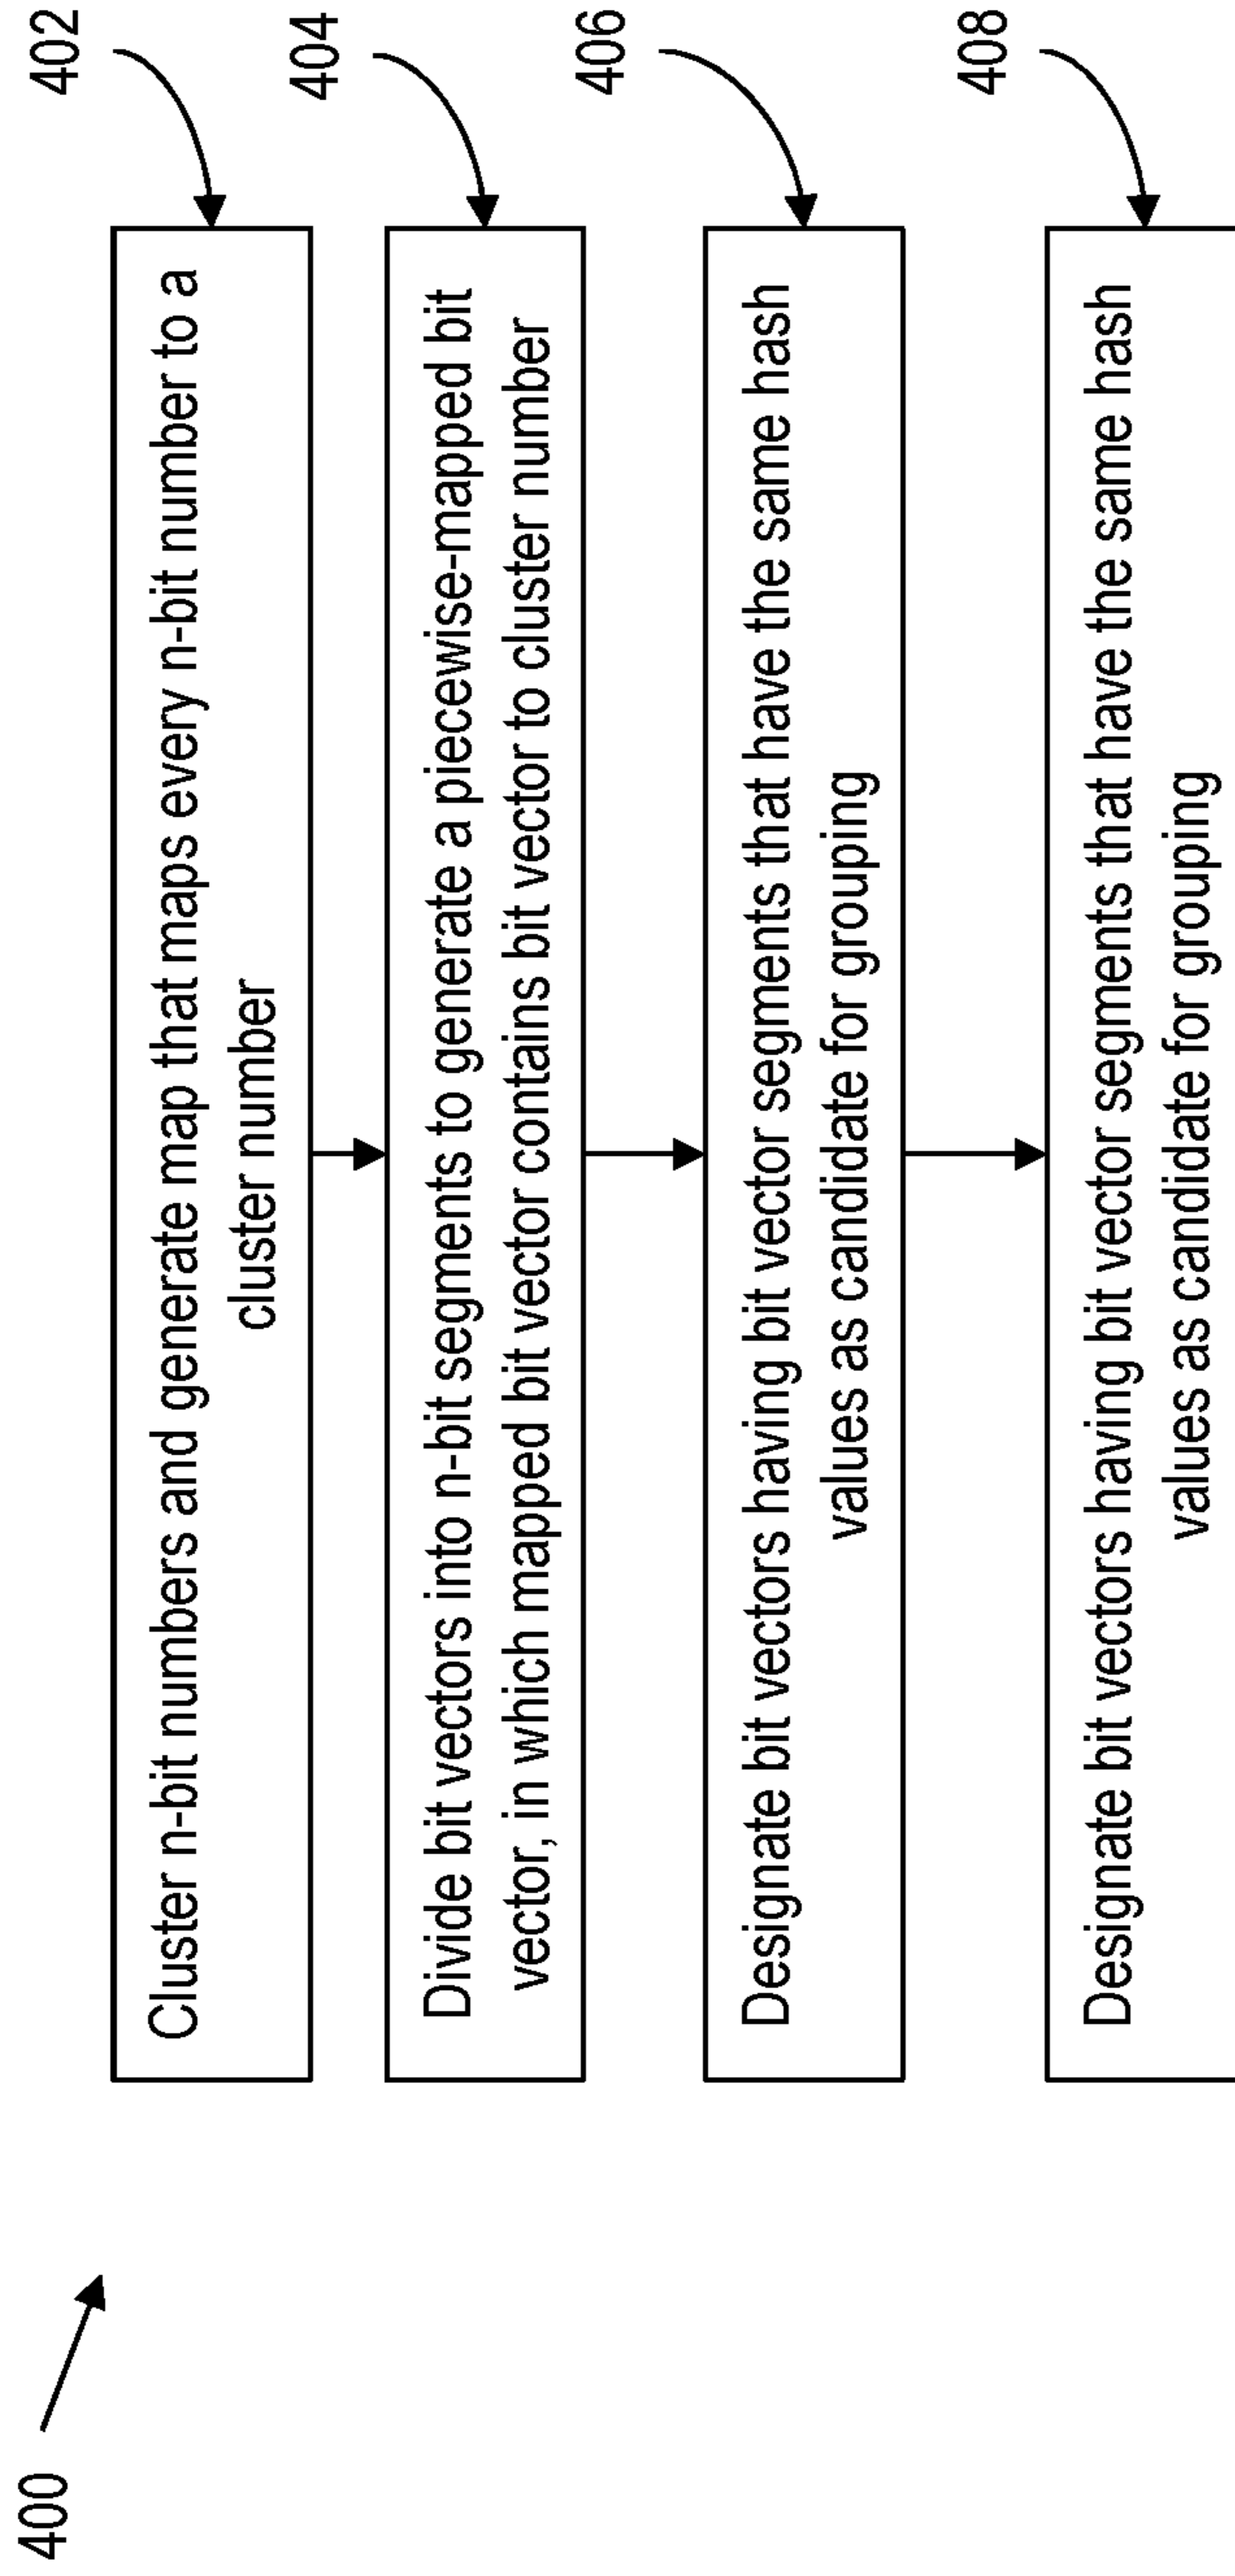 400
402
Cluster n-bit numbers and generate map that maps every n-bit number to a
cluster number
404
Divide bit vectors into n-bit segments to generate a piecewise-mapped bit
vector, in which mapped bit vector contains bit vector to cluster number
406
Designate bit vectors having bit vector segments that have the same hash
values as candidate for grouping
408
Designate bit vectors having bit vector segments that have the same hash
values as candidate for grouping